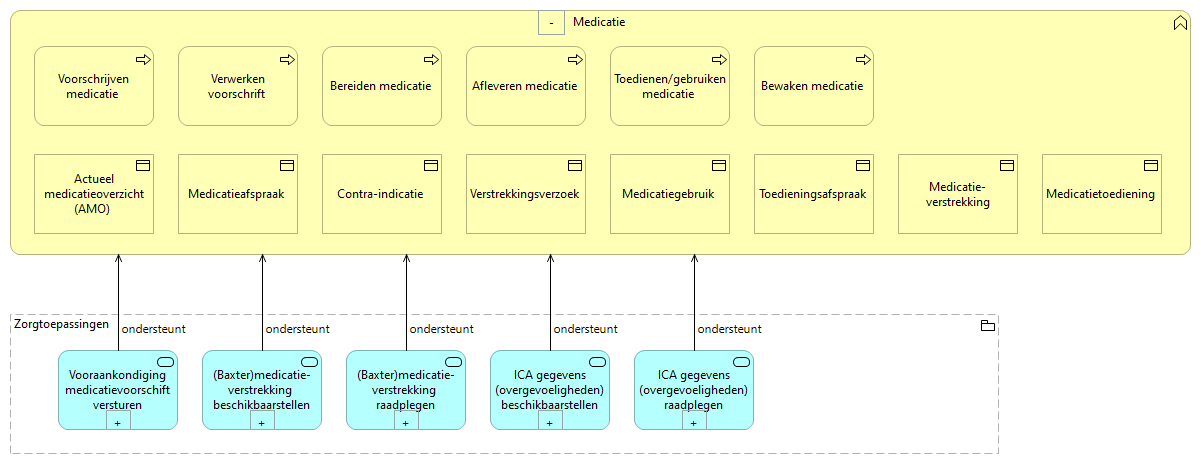 - Medicatie
Voorschrijven
medicatie
Verwerken
voorschrift
Bereiden medicatie
Afleveren medicatie
Toedienen/gebruiken
medicatie
Bewaken medicatie
Actueel
medicatieoverzicht
(AMO)
Medicatieafspraak
Contra-indicatie
Verstrekkingsverzoek
Medicatiegebruik
Toedieningsafspraak
Medicatie-
verstrekking
Medicatietoediening
Zorgtoepassingen
ondersteunt
ondersteunt
ondersteunt
ondersteunt
ondersteunt
Vooraankondiging
medicatievoorschift
versturen
+
(Baxter)medicatie-
verstrekking
beschikbaarstellen
+
(Baxter)medicatie-
verstrekking
raadplegen
+
ICA gegevens
(overgevoeligheden)
beschikbaarstellen
+
ICA gegevens
(overgevoeligheden)
raadplegen
+